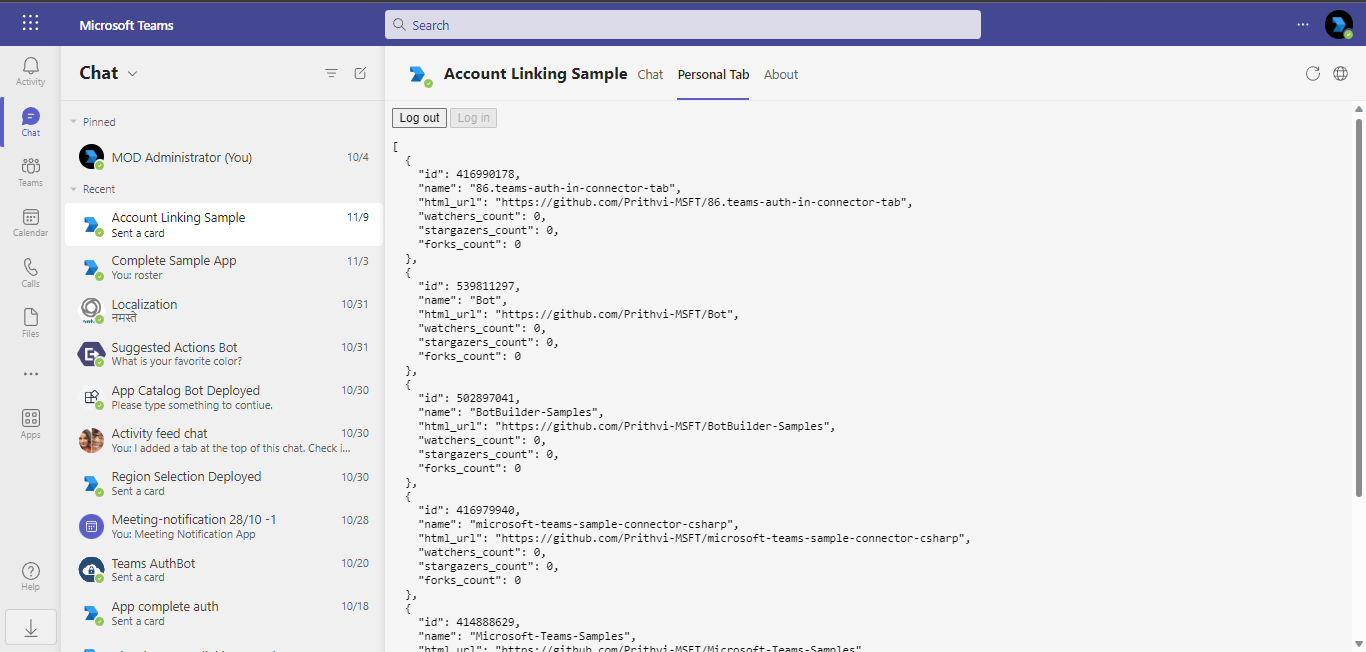 Microsoft Teams
Search
Activity
Chat
Teams
Calendar
Calls
Files
Apps
Help
Chat
Pinned
MOD Administrator (You) 10/4
Recent
Account Linking Sample 11/9
Sent a card
Complete Sample App 11/3
You: roster
Localization 10/31
नमस्ते
Suggested Actions Bot 10/31
What is your favorite color?
App Catalog Bot Deployed 10/30
Please type something to contiue.
Activity feed chat 10/30
You: I added a tab at the top of this chat. Check i...
Region Selection Deployed 10/30
Sent a card
Meeting-notification 28/10 -1 10/28
You: Meeting Notification App
Teams AuthBot 10/20
Sent a card
App complete auth 10/18
Sent a card
Account Linking Sample Chat Personal Tab About
Log out Log in
[
{
"id": 416990178,
"name": "86.teams-auth-in-connector-tab",
"html_url": "https://github.com/Prithvi-MSFT/86.teams-auth-in-connector-tab",
"watchers_count": 0,
"stargazers_count": 0,
"forks_count": 0
},
{
"id": 539811297,
"name": "Bot",
"html_url": "https://github.com/Prithvi-MSFT/Bot",
"watchers_count": 0,
"stargazers_count": 0,
"forks_count": 0
},
{
"id": 502897041,
"name": "BotBuilder-Samples",
"html_url": "https://github.com/Prithvi-MSFT/BotBuilder-Samples",
"watchers_count": 0,
"stargazers_count": 0,
"forks_count": 0
},
{
"id": 416979940,
"name": "microsoft-teams-sample-connector-csharp",
"html_url": "https://github.com/Prithvi-MSFT/microsoft-teams-sample-connector-csharp",
"watchers_count": 0,
"stargazers_count": 0,
"forks_count": 0
},
{
"id": 414888629,
"name": "Microsoft-Teams-Samples",
"html_url": "https://github.com/Prithvi-MSFT/Microsoft-Teams-Samples"